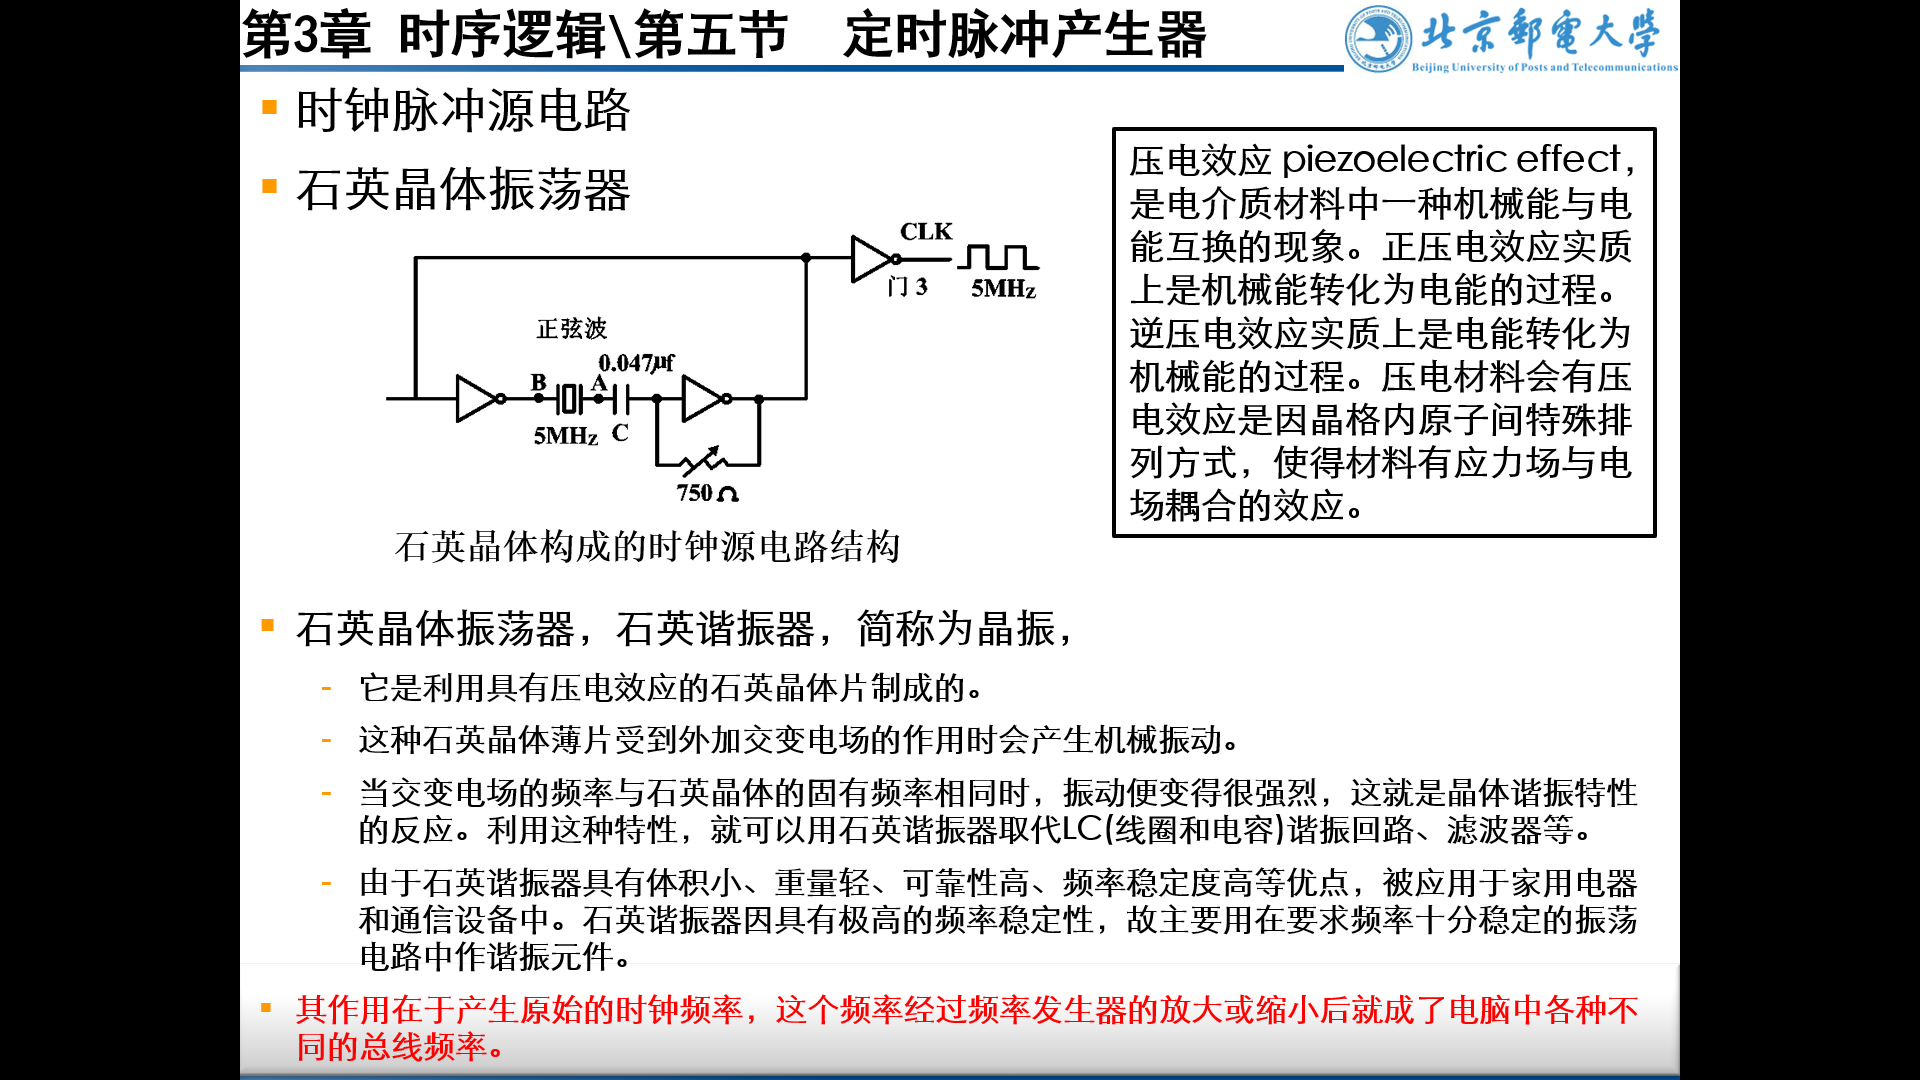 第3章 时序逻辑\第五节 定时脉冲产生器
北京邮电大学
Beijing University of Posts and Telecommunications
时钟脉冲源电路
石英晶体振荡器
CLK
门 3
5MHz
正弦波
0.047μf
B
A
5MHz
C
750Ω
石英晶体构成的时钟源电路结构
压电效应 piezoelectric effect，
是电介质材料中一种机械能与电
能互换的现象。正压电效应实质
上是机械能转化为电能的过程。
逆压电效应实质上是电能转化为
机械能的过程。压电材料会有压
电效应是因晶格内原子间特殊排
列方式，使得材料有应力场与电
场耦合的效应。
石英晶体振荡器，石英谐振器，简称为晶振，
- 它是利用具有压电效应的石英晶体片制成的。
- 这种石英晶体薄片受到外加交变电场的作用时会产生机械振动。
- 当交变电场的频率与石英晶体的固有频率相同时，振动便变得很强烈，这就是晶体谐振特性
的反应。利用这种特性，就可以用石英谐振器取代LC(线圈和电容)谐振回路、滤波器等。
- 由于石英谐振器具有体积小、重量轻、可靠性高、频率稳定度高等优点，被应用于家用电器
和通信设备中。石英谐振器因具有极高的频率稳定性，故主要用在要求频率十分稳定的振荡
电路中作谐振元件。
其作用在于产生原始的时钟频率，这个频率经过频率发生器的放大或缩小后就成了电脑中各种不
同的总线频率。